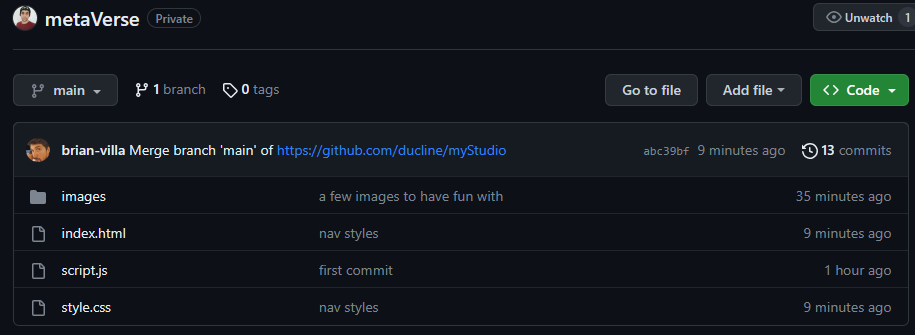 metaVerse Private Unwatch 1
main 1 branch 0 tags Go to file Add file Code
brian-villa Merge branch 'main' of https://github.com/ducline/myStudio abc39bf 9 minutes ago 13 commits
images a few images to have fun with 35 minutes ago
index.html nav styles 9 minutes ago
script.js first commit 1 hour ago
style.css nav styles 9 minutes ago